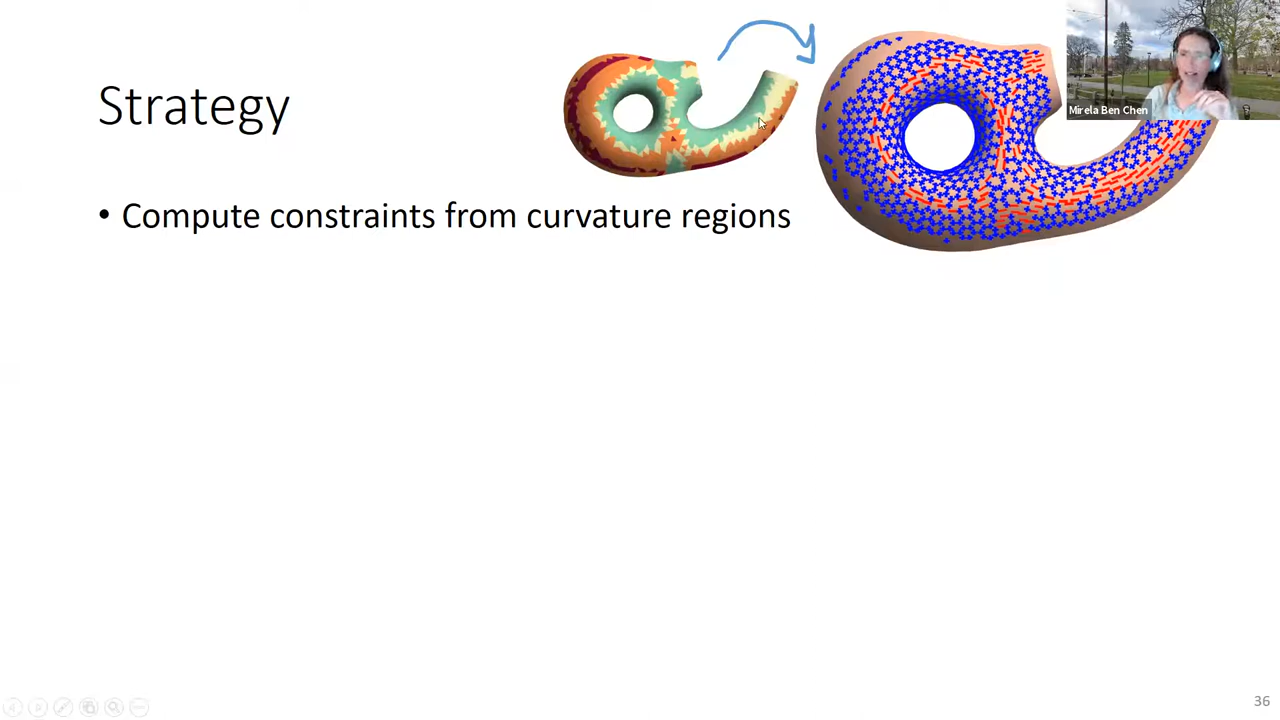 Strategy
Mirela Ben Chen
• Compute constraints from curvature regions
36